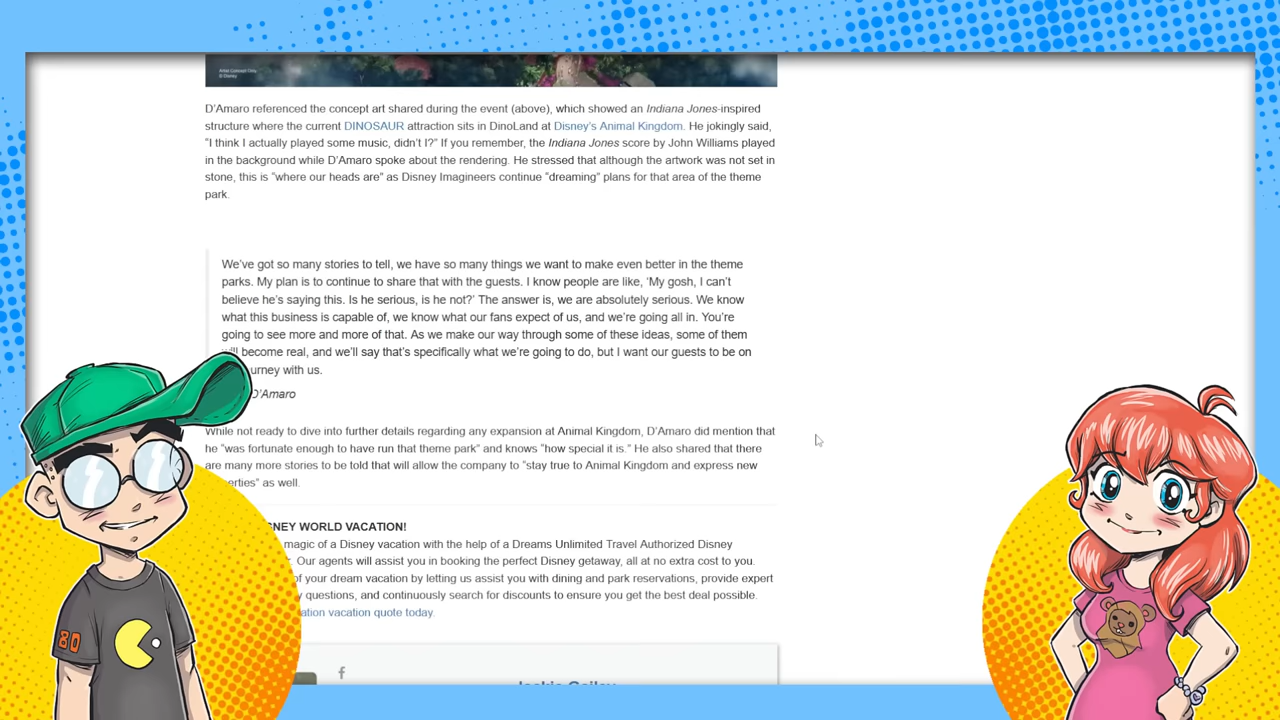 Artist Concept Only
© Disney
D'Amaro referenced the concept art shared during the event (above), which showed an Indiana Jones-inspired
structure where the current DINOSAUR attraction sits in DinoLand at Disney's Animal Kingdom. He jokingly said,
"I think I actually played some music, didn't I?" If you remember, the Indiana Jones score by John Williams played
in the background while D'Amaro spoke about the rendering. He stressed that although the artwork was not set in
stone, this is "where our heads are" as Disney Imagineers continue "dreaming" plans for that area of the theme
park.
We've got so many stories to tell, we have so many things we want to make even better in the theme
parks. My plan is to continue to share that with the guests. I know people are like, 'My gosh, I can't
believe he's saying this. Is he serious, is he not?' The answer is, we are absolutely serious. We know
what this business is capable of, we know what our fans expect of us, and we're going all in. You're
going to see more and more of that. As we make our way through some of these ideas, some of them
will become real, and we'll say that's specifically what we're going to do, but I want our guests to be on
urney with us.
D'Amaro
While not ready to dive into further details regarding any expansion at Animal Kingdom, D'Amaro did mention that
he "was fortunate enough to have run that theme park" and knows "how special it is." He also shared that there
are many more stories to be told that will allow the company to "stay true to Animal Kingdom and express new
erties" as well.
NEY WORLD VACATION!
magic of a Disney vacation with the help of a Dreams Unlimited Travel Authorized Disney
Our agents will assist you in booking the perfect Disney getaway, all at no extra cost to you.
of your dream vacation by letting us assist you with dining and park reservations, provide expert
questions, and continuously search for discounts to ensure you get the best deal possible.
ation vacation quote today.
80